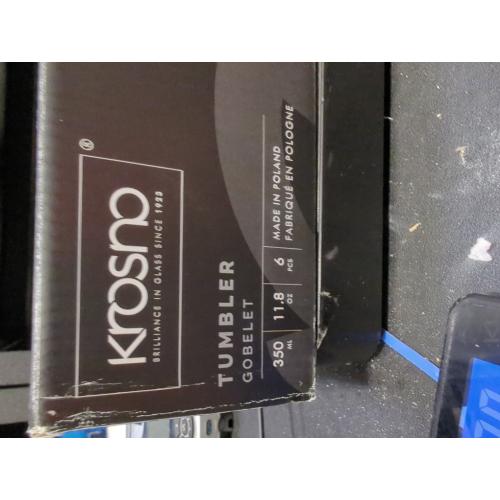 krosno®
BRILLIANCE IN GLASS SINCE 1923
TUMBLER
GOBELET
350 ML
11.8 OZ
6 PCS
MADE IN POLAND
FABRIQUÉ EN POLOGNE